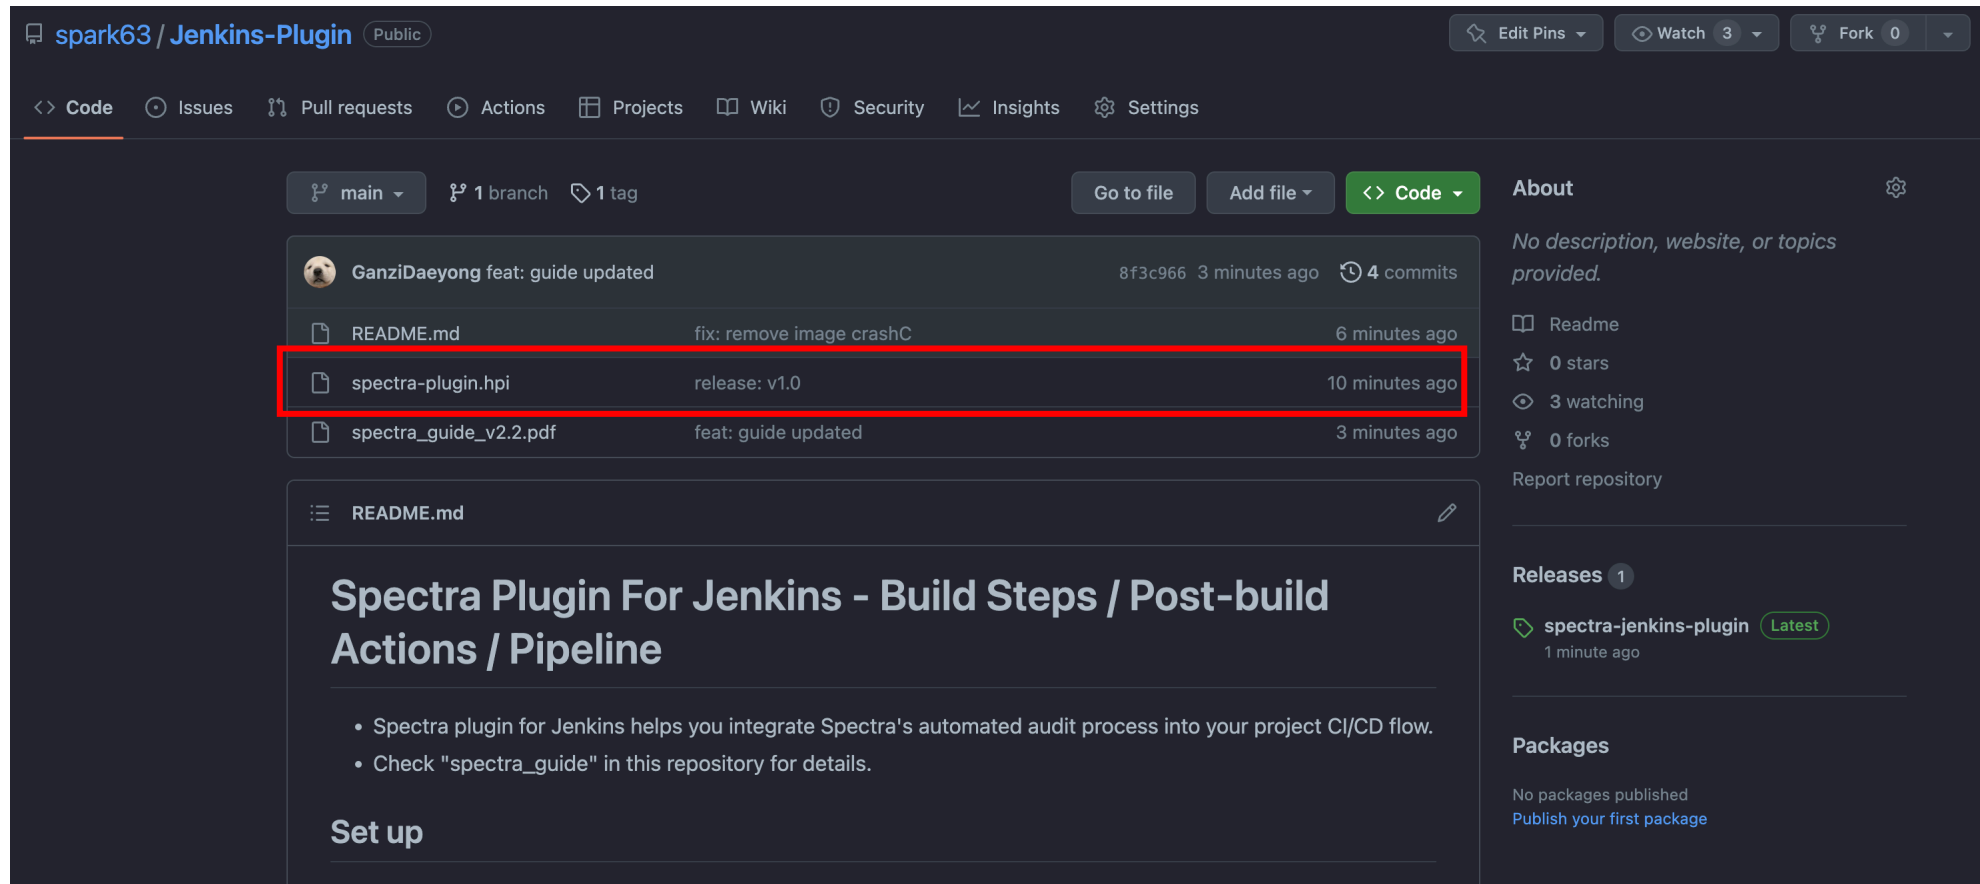 spark63 / Jenkins-Plugin Public
Edit Pins Watch 3 Fork 0
Code Issues Pull requests Actions Projects Wiki Security Insights Settings
main 1 branch 1 tag Go to file Add file Code
GanziDaeyong feat: guide updated 8f3c966 3 minutes ago 4 commits
README.md fix: remove image crashC 6 minutes ago
spectra-plugin.hpi release: v1.0 10 minutes ago
spectra_guide_v2.2.pdf feat: guide updated 3 minutes ago
README.md
Spectra Plugin For Jenkins - Build Steps / Post-build
Actions / Pipeline
• Spectra plugin for Jenkins helps you integrate Spectra's automated audit process into your project CI/CD flow.
• Check "spectra_guide" in this repository for details.
Set up
About
No description, website, or topics
provided.
Readme
0 stars
3 watching
0 forks
Report repository
Releases 1
spectra-jenkins-plugin Latest
1 minute ago
Packages
No packages published
Publish your first package